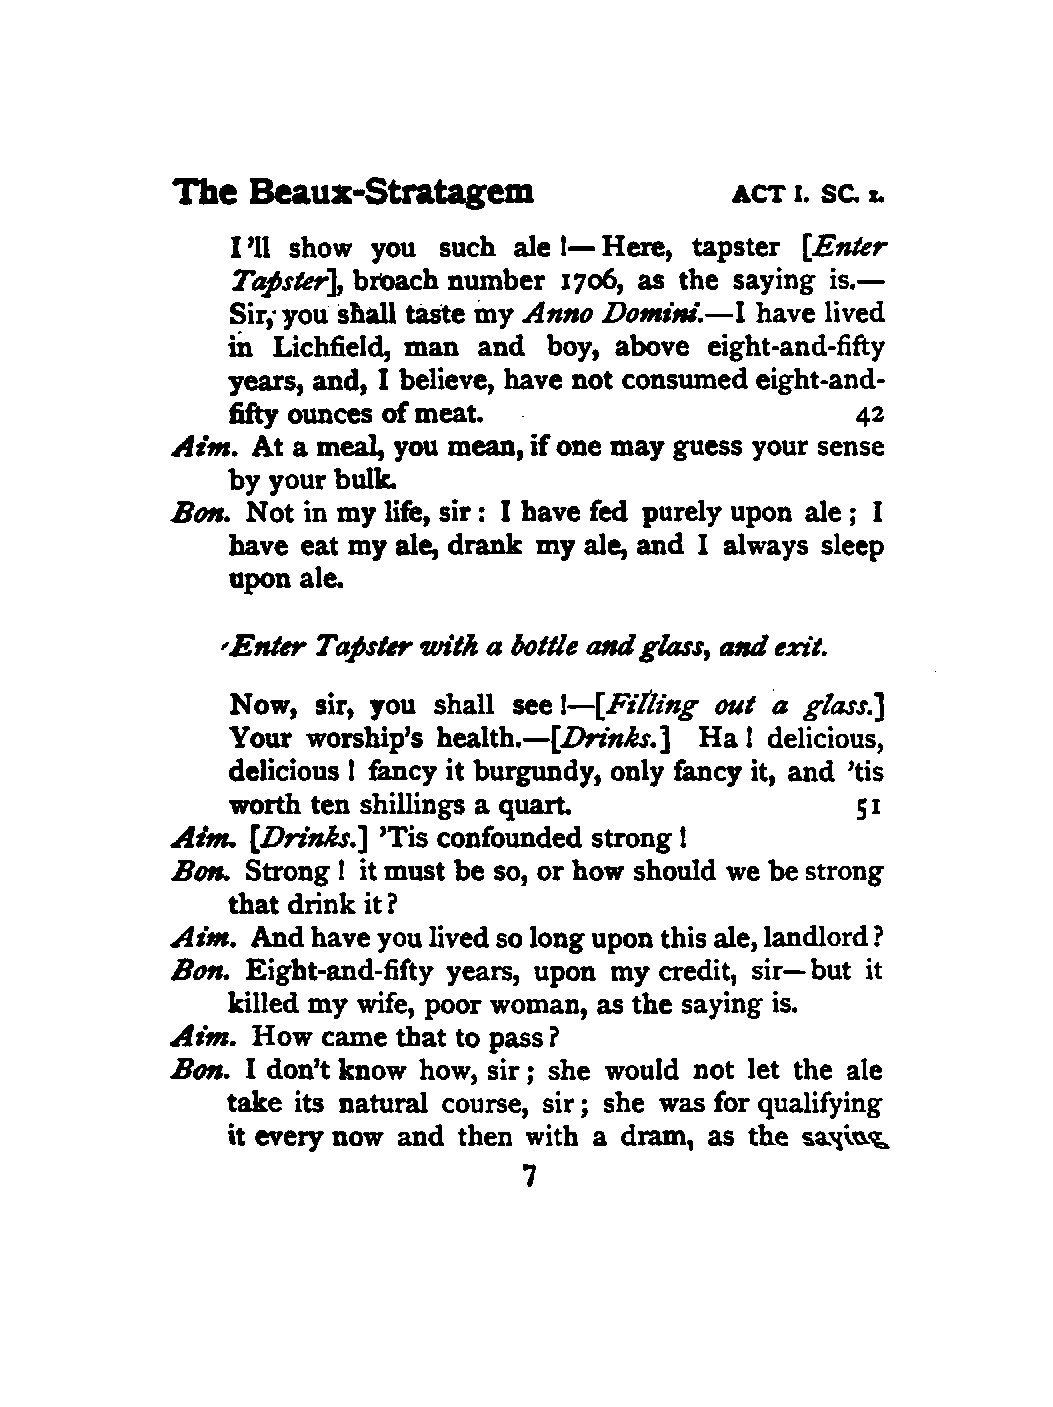 The Beaux-Stratagem ACT I. SC. I.
I'll show you such ale!—Here, tapster [Enter
Tapster], broach number 1706, as the saying is.—
Sir, you shall taste my Anno Domini.—I have lived
in Lichfield, man and boy, above eight-and-fifty
years, and, I believe, have not consumed eight-and-
fifty ounces of meat. 42
Aim. At a meal, you mean, if one may guess your sense
by your bulk.
Bon. Not in my life, sir: I have fed purely upon ale; I
have eat my ale, drank my ale, and I always sleep
upon ale.
Enter Tapster with a bottle and glass, and exit.
Now, sir, you shall see!—[Filling out a glass.]
Your worship's health.—[Drinks.] Ha! delicious,
delicious! fancy it burgundy, only fancy it, and 'tis
worth ten shillings a quart. 51
Aim. [Drinks.] 'Tis confounded strong!
Bon. Strong! it must be so, or how should we be strong
that drink it?
Aim. And have you lived so long upon this ale, landlord?
Bon. Eight-and-fifty years, upon my credit, sir—but it
killed my wife, poor woman, as the saying is.
Aim. How came that to pass?
Bon. I don't know how, sir; she would not let the ale
take its natural course, sir; she was for qualifying
it every now and then with a dram, as the saying
7